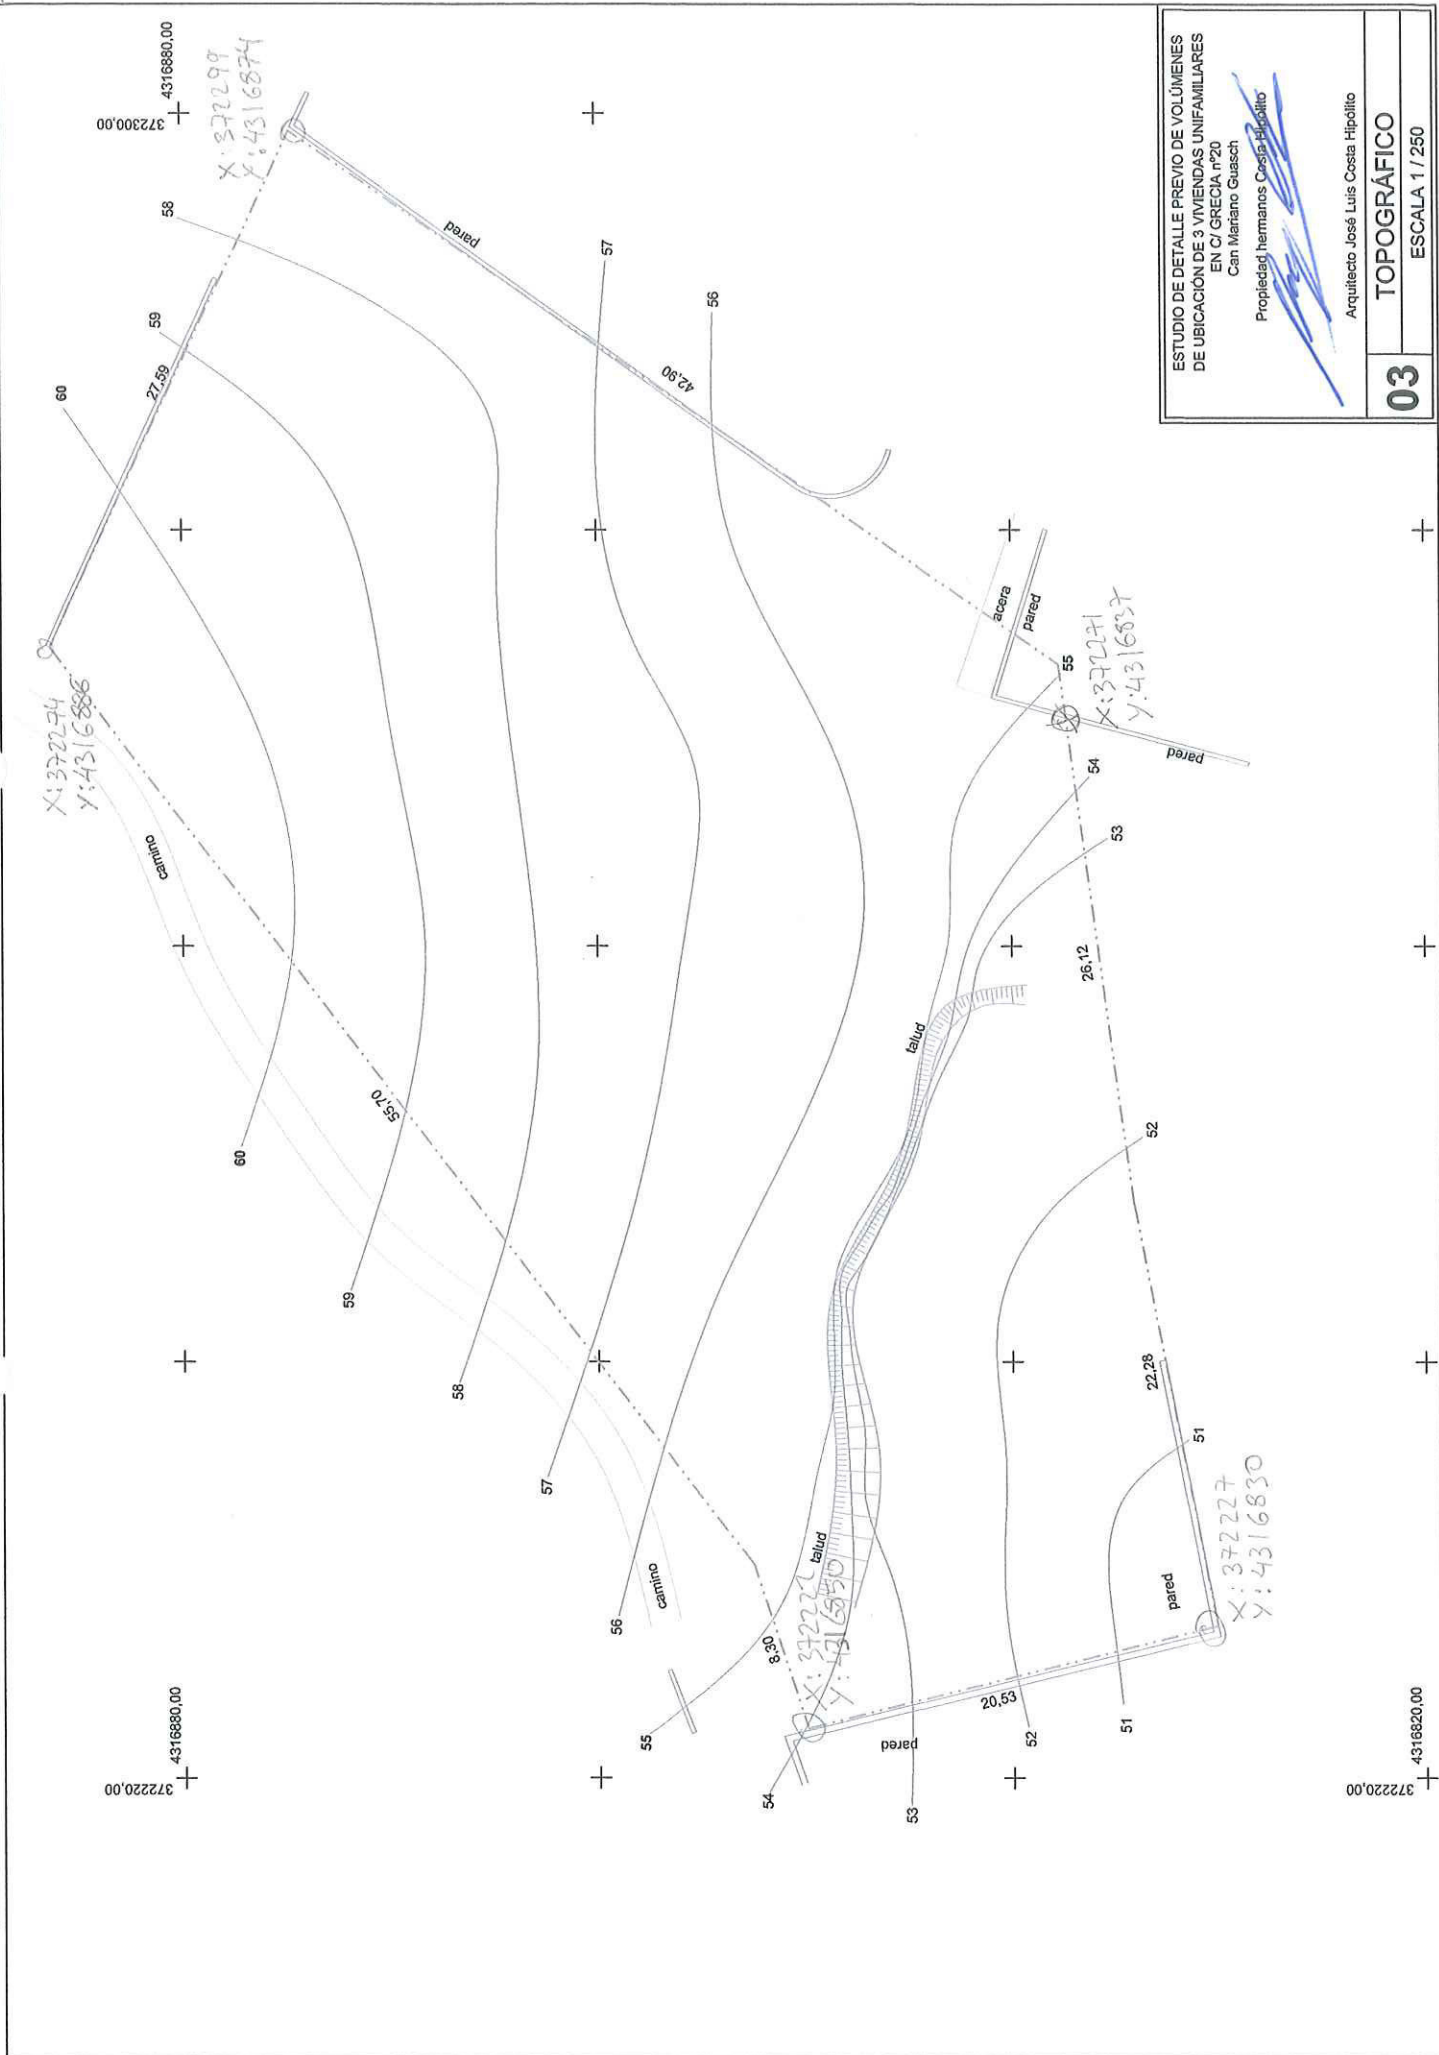 4316880,00
372300,00
X:372299
Y:4316874
58
59
60
27,59
pared
57
56
42,90
X:372274
Y:4316886
camino
acera
pared
55
X:372271
Y:4316837
pared
54
53
26,12
talud
55,70
60
52
59
58
22,28
51
57
talud
camino
56
X:372222
Y:4316850
8,30
pared
X:372227
Y:4316830
20,53
55
pared
54
53
52
51
4316880,00
372220,00
4316820,00
372220,00
ESTUDIO DE DETALLE PREVIO DE VOLÚMENES
DE UBICACIÓN DE 3 VIVIENDAS UNIFAMILIARES
EN C/ GRECIA nº20
Can Mariano Guasch
Propiedad hermanos Costa Hipólito
Arquitecto José Luis Costa Hipólito
03
TOPOGRÁFICO
ESCALA 1 / 250